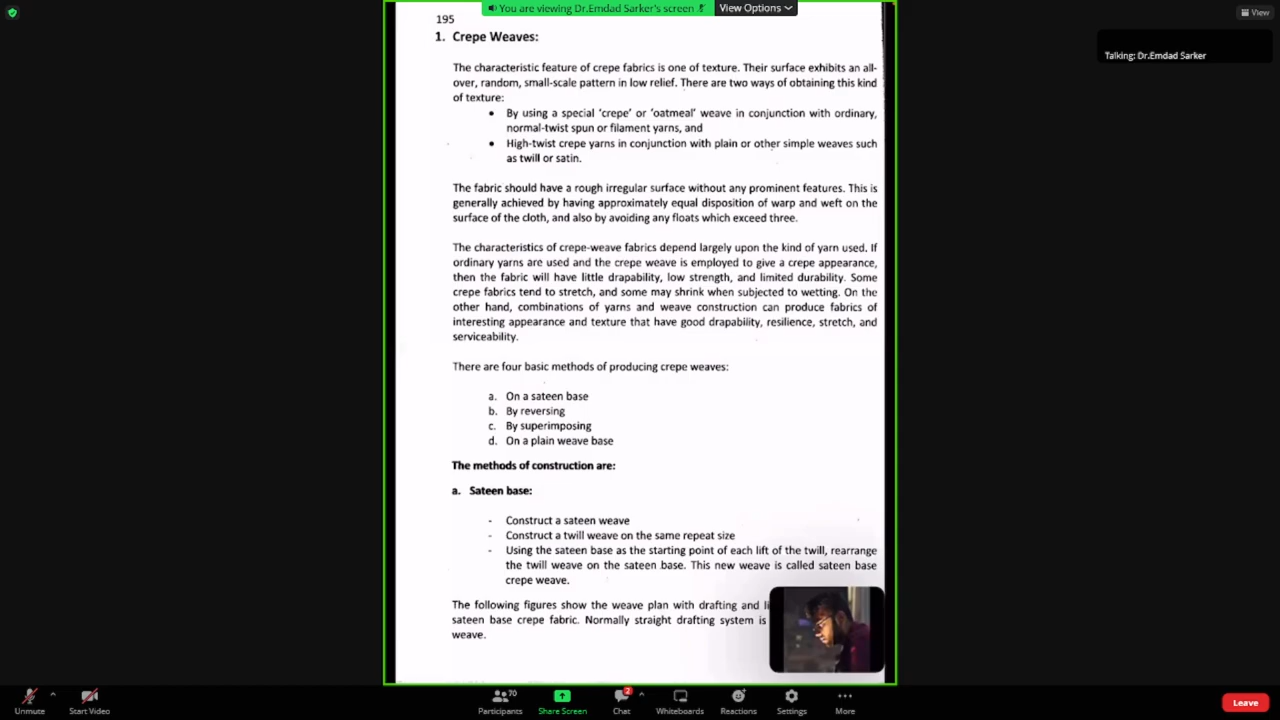 You are viewing Dr.Emdad Sarker's screen
View Options
View
Talking: Dr.Emdad Sarker
195
1. Crepe Weaves:
The characteristic feature of crepe fabrics is one of texture. Their surface exhibits an all-
over, random, small-scale pattern in low relief. There are two ways of obtaining this kind
of texture:
• By using a special 'crepe' or 'oatmeal' weave in conjunction with ordinary,
normal-twist spun or filament yarns, and
• High-twist crepe yarns in conjunction with plain or other simple weaves such
as twill or satin.
The fabric should have a rough irregular surface without any prominent features. This is
generally achieved by having approximately equal disposition of warp and weft on the
surface of the cloth, and also by avoiding any floats which exceed three.
The characteristics of crepe-weave fabrics depend largely upon the kind of yarn used. If
ordinary yarns are used and the crepe weave is employed to give a crepe appearance,
then the fabric will have little drapability, low strength, and limited durability. Some
crepe fabrics tend to stretch, and some may shrink when subjected to wetting. On the
other hand, combinations of yarns and weave construction can produce fabrics of
interesting appearance and texture that have good drapability, resilience, stretch, and
serviceability.
There are four basic methods of producing crepe weaves:
a. On a sateen base
b. By reversing
c. By superimposing
d. On a plain weave base
The methods of construction are:
a. Sateen base:
- Construct a sateen weave
- Construct a twill weave on the same repeat size
- Using the sateen base as the starting point of each lift of the twill, rearrange
the twill weave on the sateen base. This new weave is called sateen base
crepe weave.
The following figures show the weave plan with drafting and
sateen base crepe fabric. Normally straight drafting system is
weave.
Unmute
Start Video
70
Participants
Share Screen
2
Chat
Whiteboards
Reactions
Settings
More
Leave